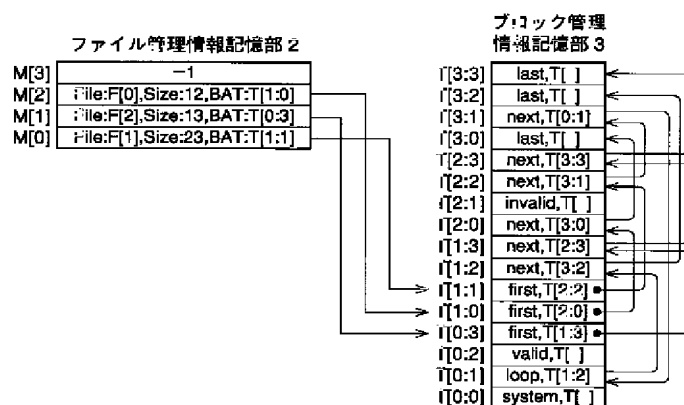 ファイル管理情報記憶部2
M[3] -1
M[2] File:F[0],Size:12,BAT:T[1:0]
M[1] File:F[2],Size:13,BAT:T[0:3]
M[0] File:F[1],Size:23,BAT:T[1:1]
ブロック管理
情報記憶部3
T[3:3] last,T[ ]
T[3:2] last,T[ ]
T[3:1] next,T[0:1]
T[3:0] last,T[ ]
T[2:3] next,T[3:3]
T[2:2] next,T[3:1]
T[2:1] invalid,T[ ]
T[2:0] next,T[3:0]
T[1:3] next,T[2:3]
T[1:2] next,T[3:2]
T[1:1] first,T[2:2]
T[1:0] first,T[2:0]
T[0:3] first,T[1:3]
T[0:2] valid,T[ ]
T[0:1] loop,T[1:2]
T[0:0] system,T[ ]